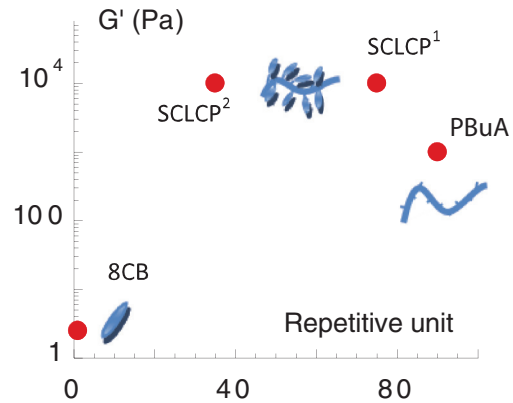 G' (Pa)
SCLCP¹
10⁴
SCLCP²
PBuA
100
8CB
Repetitive unit
1
0 40 80